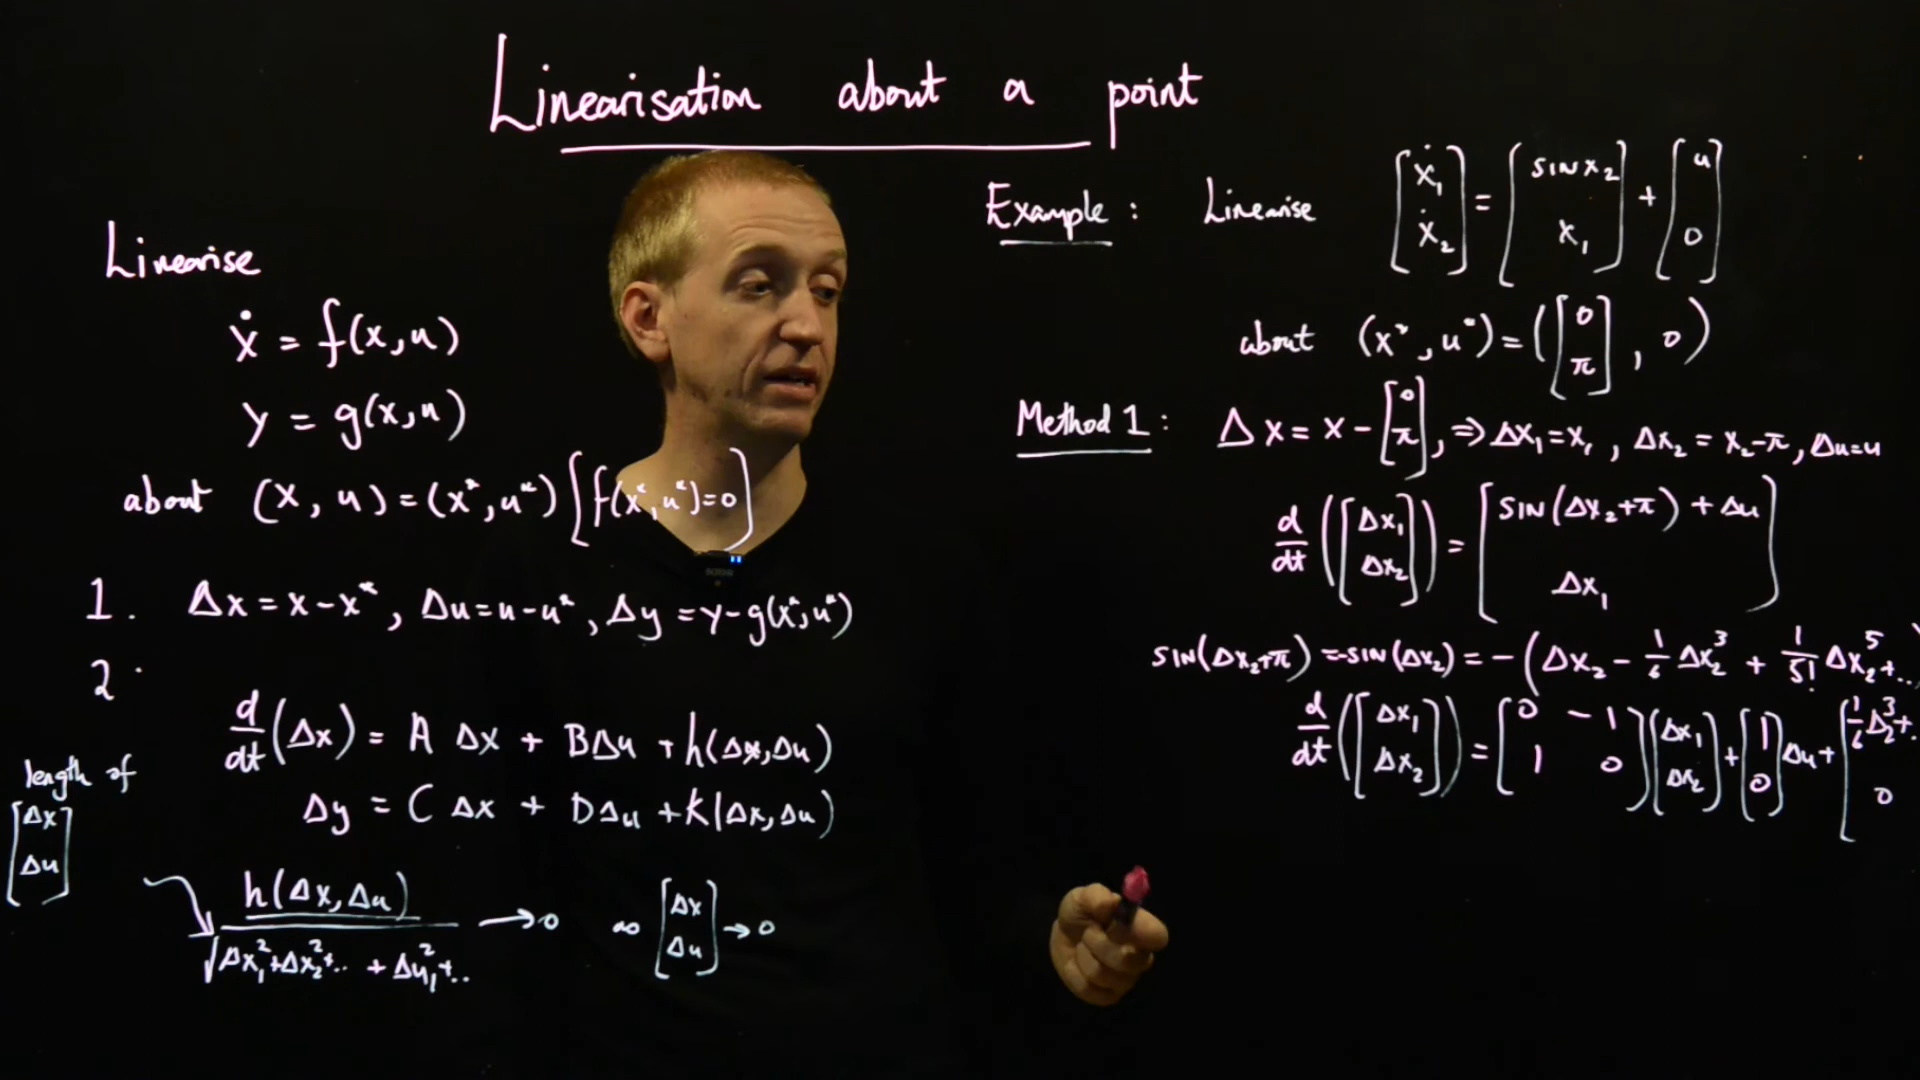 Linearisation about a point
Linearise
ẋ = f(x,u)
y = g(x,u)
about (x, u) = (x*, u*) [f(x*, u*)=0]
1. Δx = x-x*, Δu = u-u*, Δy = y-g(x*,u*)
2.
d/dt (Δx) = A Δx + BΔu + h(Δx,Δu)
Δy = C Δx + DΔu + K(Δx,Δu)
length of
[Δx
Δu]
h(Δx,Δu) / √Δx₁²+Δx₂²+.. + Δu₁²+.. → 0 as [Δx Δu] → 0
Example : Linearise [ẋ₁ ẋ₂] = [SINx₂ x₁] + [u 0]
about (x*, u*) = ([0 π], 0)
Method 1 : Δx = x - [0 π], ⇒ Δx₁=x₁, Δx₂ = x₂-π, Δu=u
d/dt ([Δx₁ Δx₂]) = [SIN(Δx₂+π) + Δu Δx₁]
SIN(Δx₂+π) = -SIN(Δx₂) = -(Δx₂ - 1/6 Δx₂³ + 1/5! Δx₂⁵+..)
d/dt ([Δx₁ Δx₂]) = [0 -1 1 0][Δx₁ Δx₂] + [1 0]Δu + [1/6 Δ₂³+.. 0